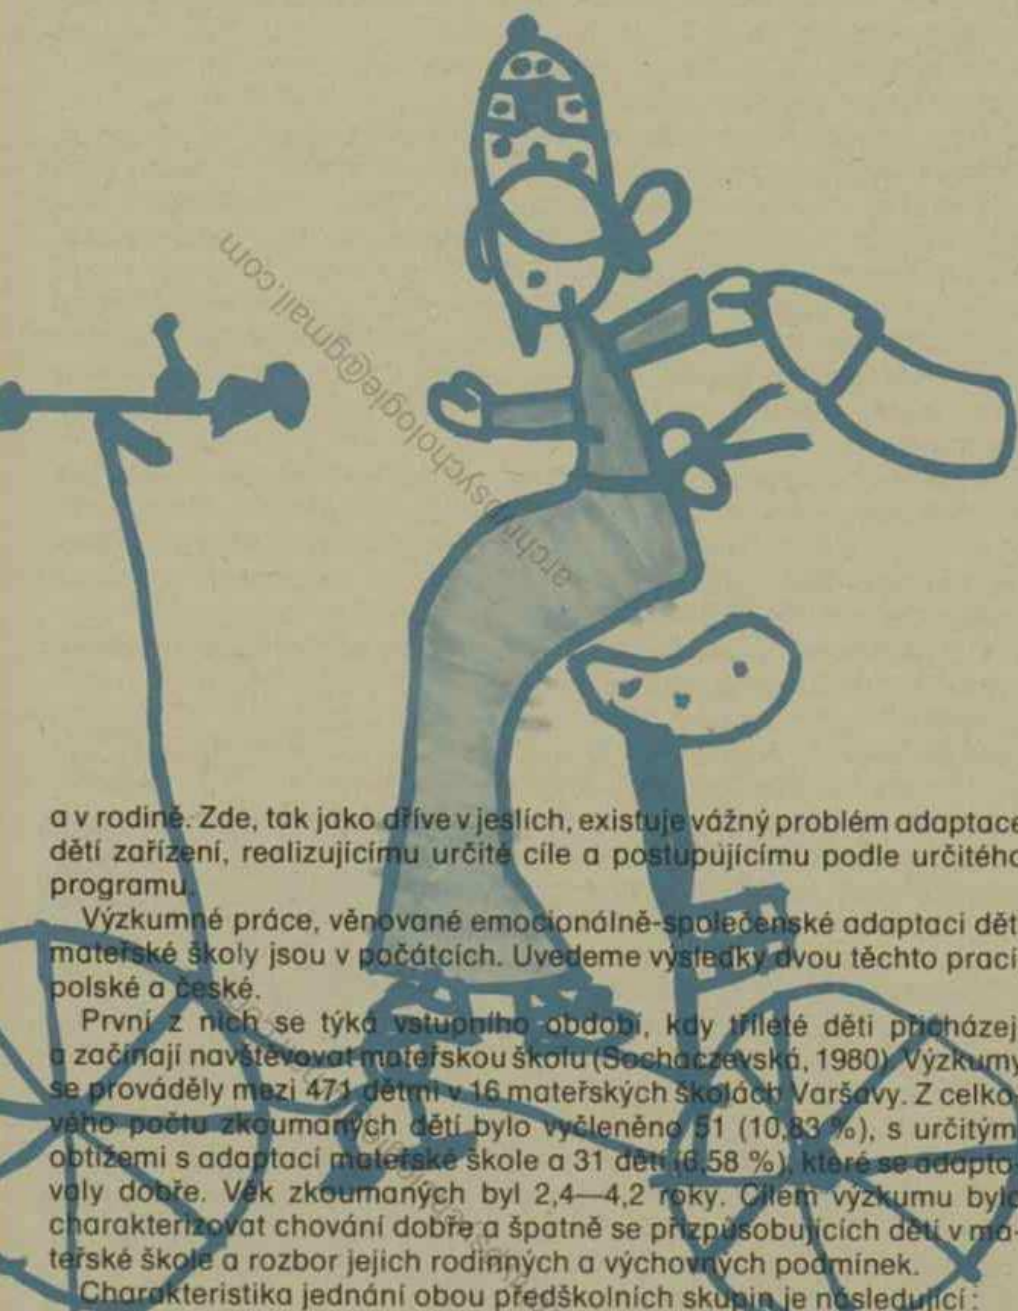 a v rodině. Zde, tak jako dříve v jeslích, existuje vážný problém adaptace
dětí zařízení, realizujícímu určité cíle a postupujícímu podle určitého
programu.
Výzkumné práce, věnované emocionálně-společenské adaptaci dět
mateřské školy jsou v počátcích. Uvedeme výsledky dvou těchto prací
polské a české.
První z nich se týká vstupního období, kdy tříleté děti přicházej
a začínají navštěvovat mateřskou školu (Sochaczevská, 1980). Výzkumy
se prováděly mezi 471 dětmi v 16 mateřských školách Varšavy. Z celko-
vého počtu zkoumaných dětí bylo vyčleněno 51 (10,83 %), s určitým
obtížemi s adaptací mateřské škole a 31 dětí (6,58 %), které se adapto-
valy dobře. Věk zkoumaných byl 2,4—4,2 roky. Cílem výzkumu bylo
charakterizovat chování dobře a špatně se přizpůsobujících dětí v ma-
teřské škole a rozbor jejich rodinných a výchovných podmínek.
Charakteristika jednání obou předškolních skupin je následující: